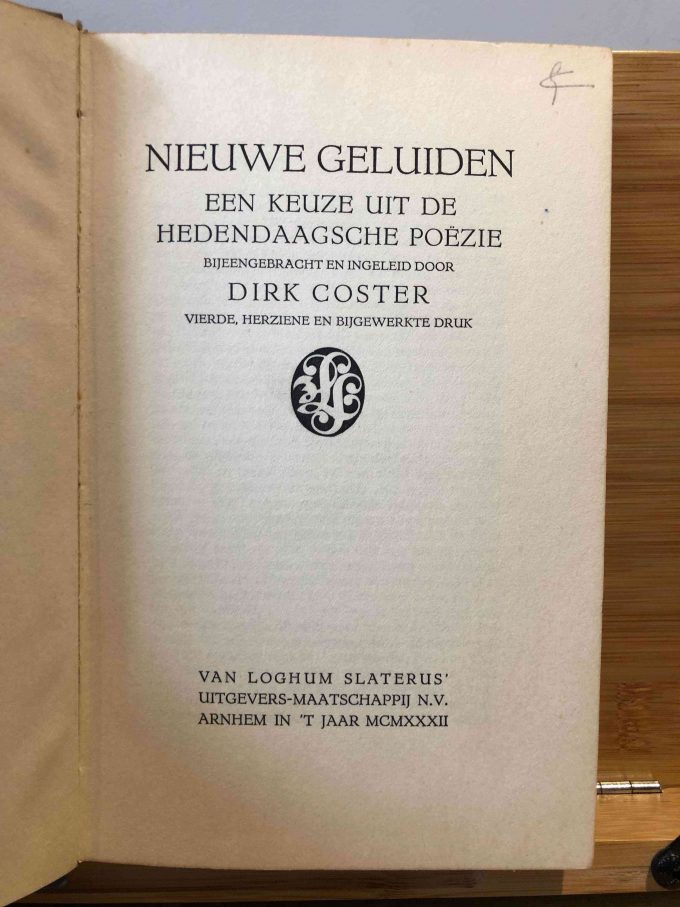 NIEUWE GELUIDEN
EEN KEUZE UIT DE
HEDENDAAGSCHE POËZIE
BIJEENGEBRACHT EN INGELEID DOOR
DIRK COSTER
VIERDE, HERZIENE EN BIJGEWERKTE DRUK
VAN LOGHUM SLATERUS'
UITGEVERS-MAATSCHAPPIJ N.V.
ARNHEM IN 'T JAAR MCMXXXII